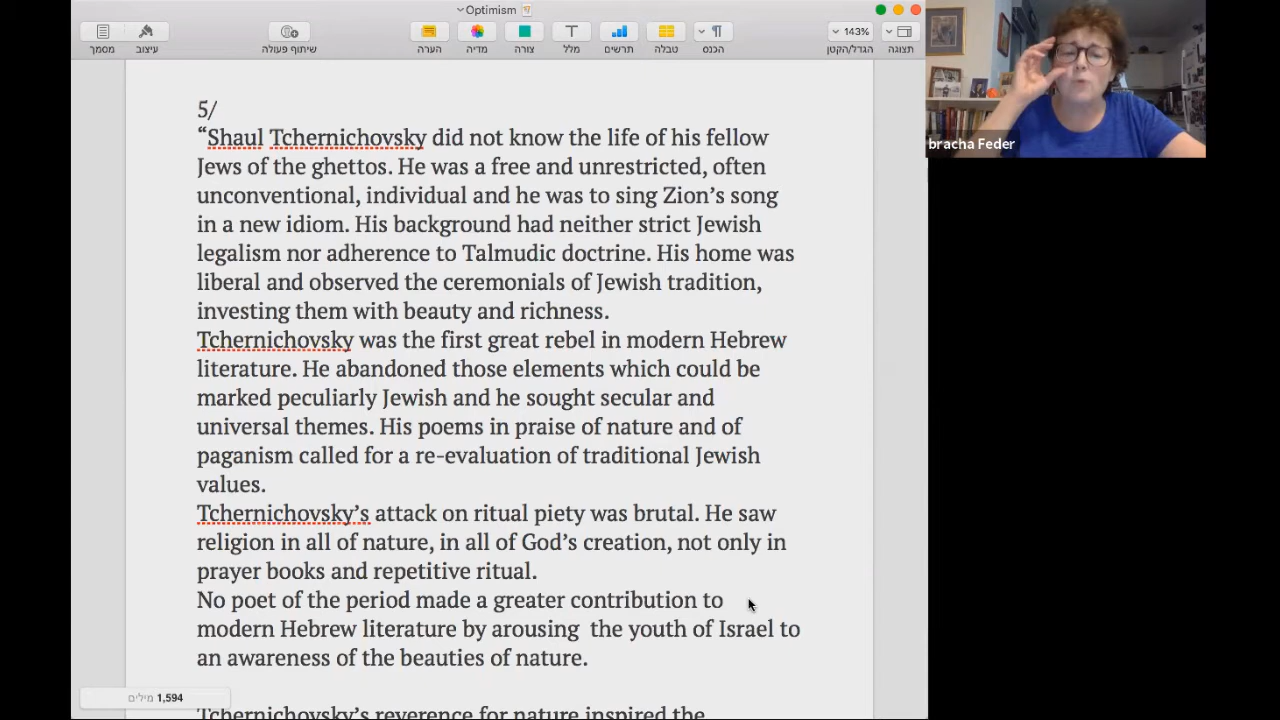 Optimism
143%
מסמך
עיצוב
שיתוף פעולה
הערה
מדיה
צורה
מלל
תרשים
טבלה
הכנס
הגדל/הקטן
תצוגה
bracha Feder
5/
“Shaul Tchernichovsky did not know the life of his fellow
Jews of the ghettos. He was a free and unrestricted, often
unconventional, individual and he was to sing Zion’s song
in a new idiom. His background had neither strict Jewish
legalism nor adherence to Talmudic doctrine. His home was
liberal and observed the ceremonials of Jewish tradition,
investing them with beauty and richness.
Tchernichovsky was the first great rebel in modern Hebrew
literature. He abandoned those elements which could be
marked peculiarly Jewish and he sought secular and
universal themes. His poems in praise of nature and of
paganism called for a re-evaluation of traditional Jewish
values.
Tchernichovsky’s attack on ritual piety was brutal. He saw
religion in all of nature, in all of God’s creation, not only in
prayer books and repetitive ritual.
No poet of the period made a greater contribution to
modern Hebrew literature by arousing  the youth of Israel to
an awareness of the beauties of nature.
1,594 מילים
Tchernichovsky’s reverence for nature inspired the